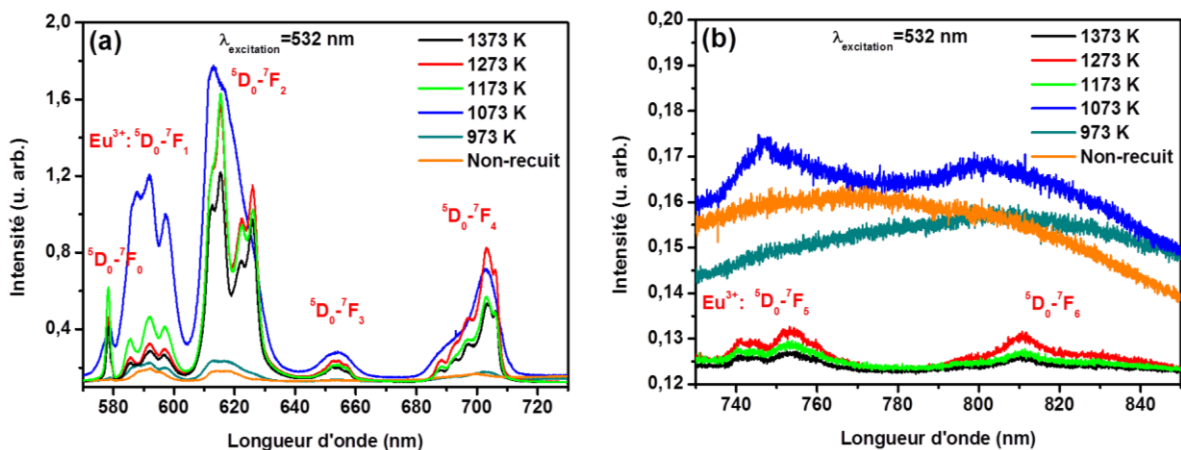 (a)
λexcitation=532 nm
⁵D₀-⁷F₂
Eu³⁺: ⁵D₀-⁷F₁
⁵D₀-⁷F₀
⁵D₀-⁷F₃
⁵D₀-⁷F₄
1373 K
1273 K
1173 K
1073 K
973 K
Non-recuit
2,0
1,6
1,2
0,8
0,4
Intensité (u. arb.)
580 600 620 640 660 680 700 720
Longueur d'onde (nm)
(b)
λexcitation=532 nm
1373 K
1273 K
1173 K
1073 K
973 K
Non-recuit
Eu³⁺: ⁵D₀-⁷F₅
⁵D₀-⁷F₆
0,20
0,19
0,18
0,17
0,16
0,15
0,14
0,13
0,12
Intensité (u. arb.)
740 760 780 800 820 840
Longueur d'onde (nm)